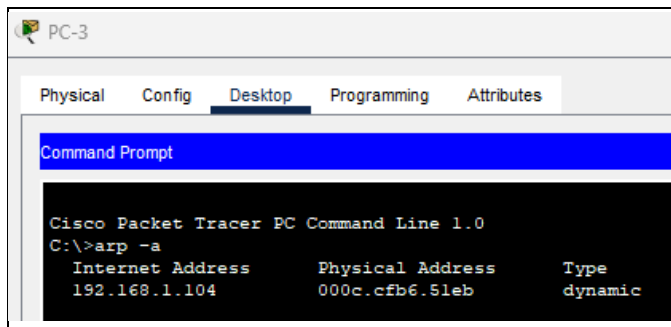 PC-3
Physical Config Desktop Programming Attributes
Command Prompt
Cisco Packet Tracer PC Command Line 1.0
C:\>arp -a
Internet Address Physical Address Type
192.168.1.104 000c.cfb6.51eb dynamic